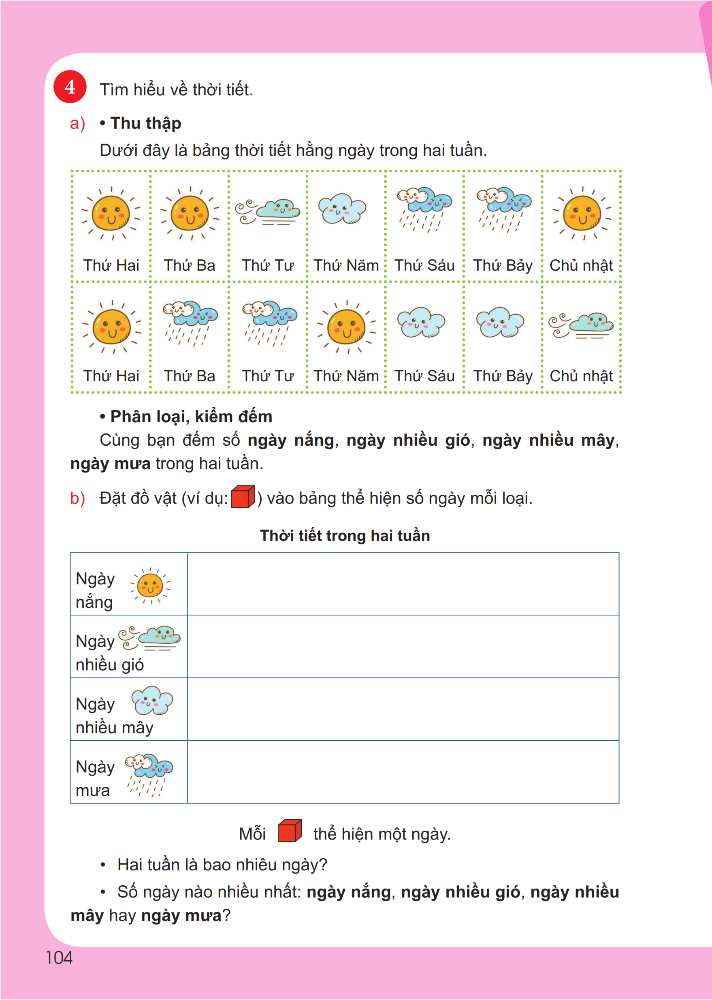 4 Tìm hiểu về thời tiết.
a) • Thu thập
Dưới đây là bảng thời tiết hằng ngày trong hai tuần.
Thứ Hai Thứ Ba Thứ Tư Thứ Năm Thứ Sáu Thứ Bảy Chủ nhật
Thứ Hai Thứ Ba Thứ Tư Thứ Năm Thứ Sáu Thứ Bảy Chủ nhật
• Phân loại, kiểm đếm
Cùng bạn đếm số ngày nắng, ngày nhiều gió, ngày nhiều mây,
ngày mưa trong hai tuần.
b) Đặt đồ vật (ví dụ: ) vào bảng thể hiện số ngày mỗi loại.
Thời tiết trong hai tuần
Ngày
nắng
Ngày
nhiều gió
Ngày
nhiều mây
Ngày
mưa
Mỗi thể hiện một ngày.
• Hai tuần là bao nhiêu ngày?
• Số ngày nào nhiều nhất: ngày nắng, ngày nhiều gió, ngày nhiều
mây hay ngày mưa?
104